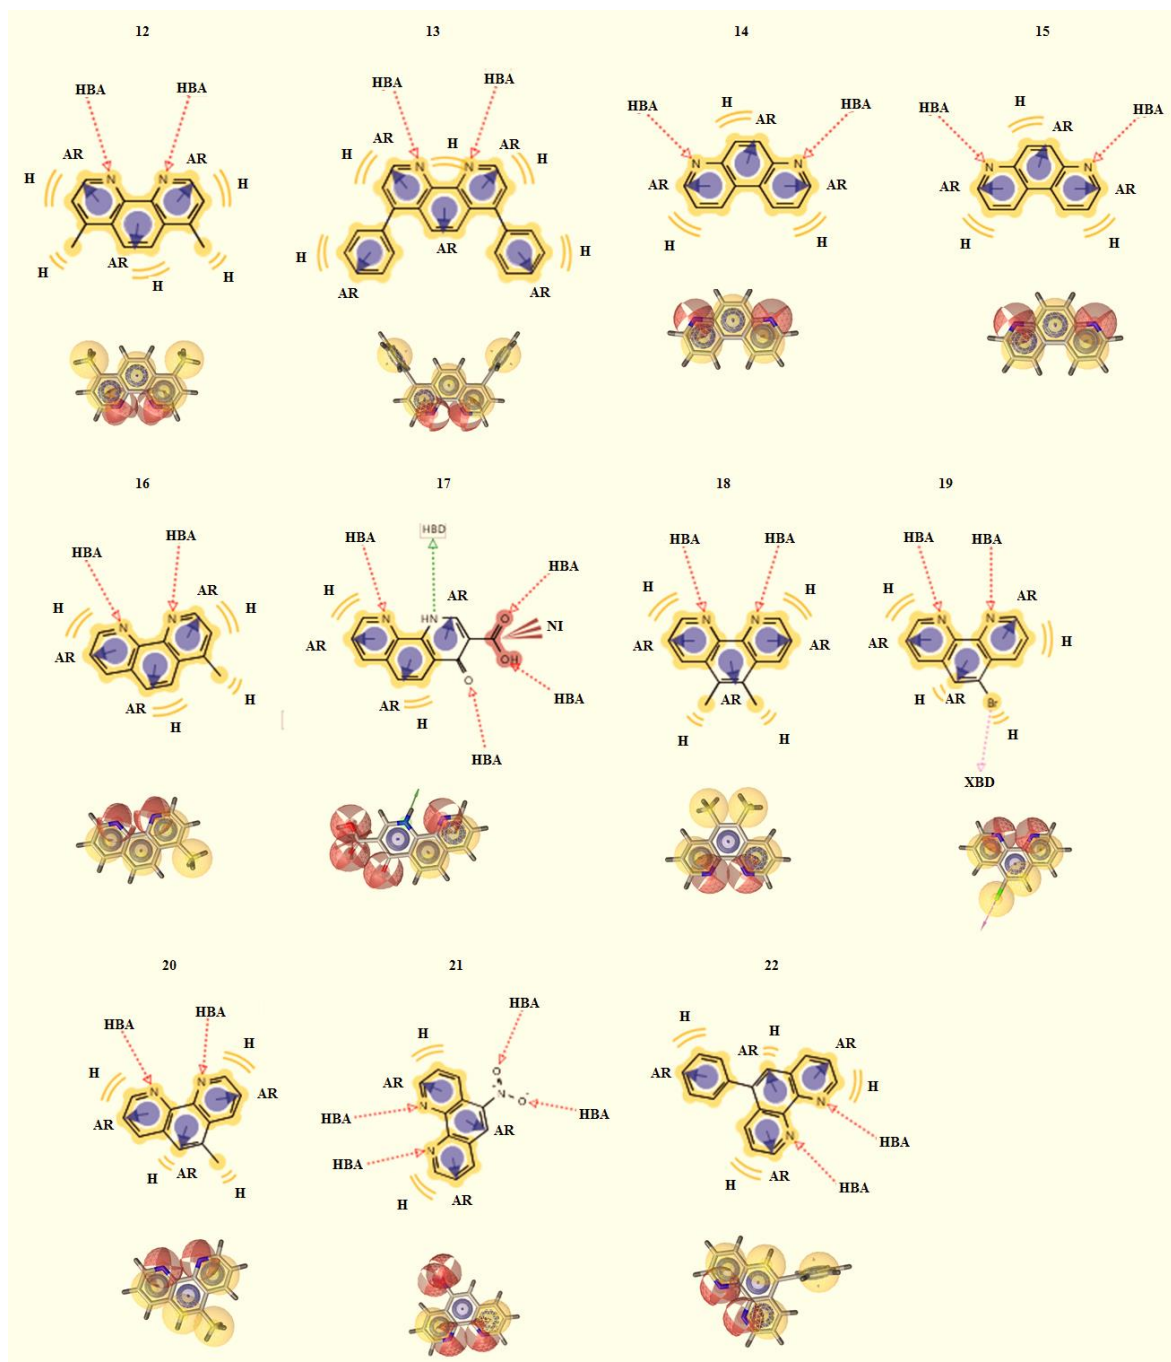 12 13 14 15
HBA HBA HBA HBA
H AR HBA HBA H HBA
AR AR AR H AR H AR HBA AR HBA
H N N H H N N H N N N N
AR AR AR AR
H AR H H H AR H H H H H
AR AR
16 17 18 19
HBD
HBA HBA HBA HBA HBA HBA HBA HBA
H AR H H AR H H H AR
N N N HN O NI N N N N
AR AR OH AR AR AR H
H O HBA
AR H AR H AR H AR Br
H H H H
HBA XBD
20 21 22
HBA HBA HBA H H
H H H AR AR
N N AR O N AR N H
AR AR HBA N O HBA N HBA
H AR HBA N AR H AR HBA
H H AR